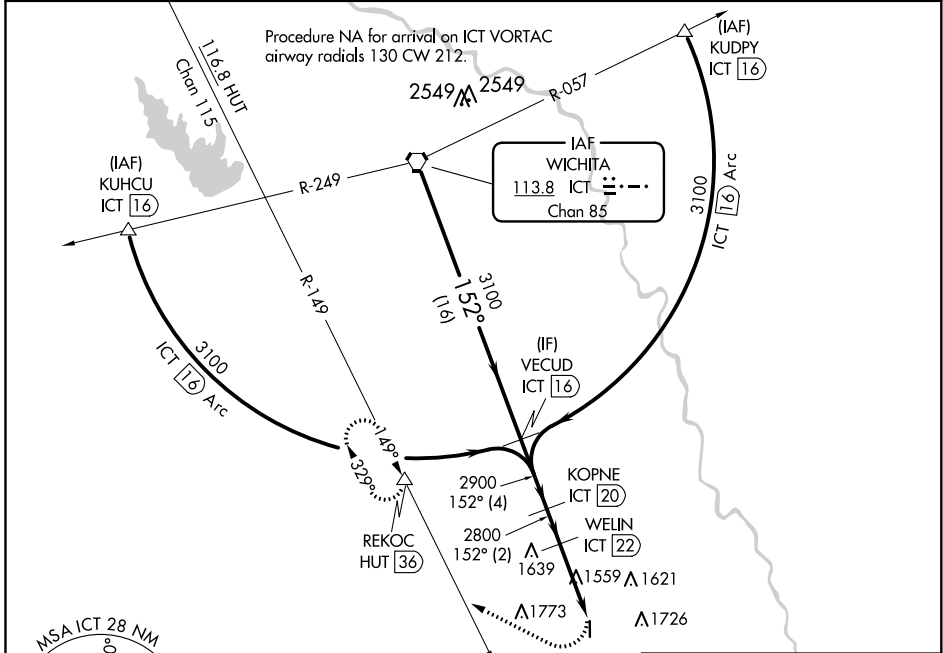 Procedure NA for arrival on ICT VORTAC
airway radials 130 CW 212.
116.8 HUT
Chan 115
2549
2549
R-057
(IAF)
KUDPY
ICT 16
IAF
WICHITA
113.8 ICT
Chan 85
(IAF)
KUHCU
ICT 16
R-249
3100
ICT 16 Arc
R-149
3100
152°
(16)
3100
ICT 16 Arc
(IF)
VECUD
ICT 16
149°
329°
2900
152° (4)
KOPNE
ICT 20
2800
152° (2)
WELIN
ICT 22
REKOC
HUT 36
1639
1559
1621
1773
1726
MSA ICT 28 NM